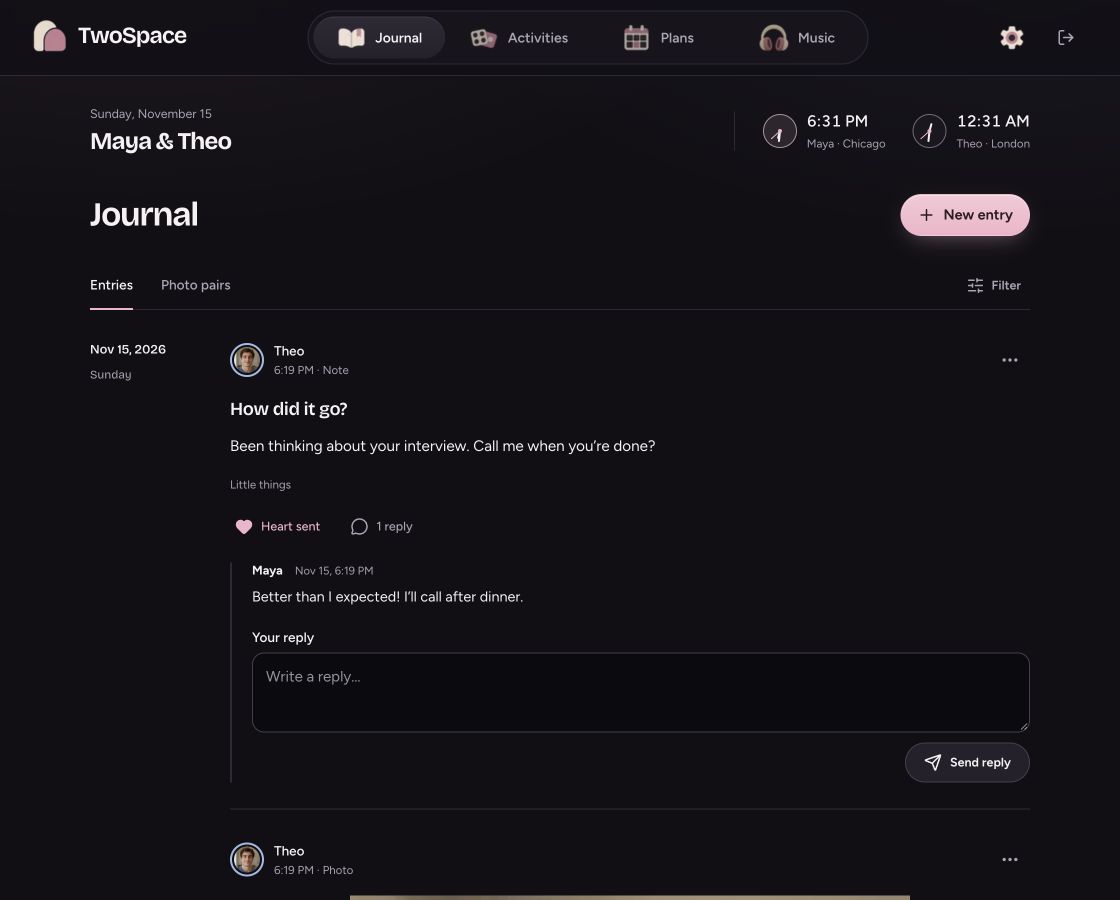 TwoSpace
Journal
Activities
Plans
Music
Sunday, November 15
Maya & Theo
6:31 PM
Maya · Chicago
12:31 AM
Theo · London
Journal
New entry
Entries
Photo pairs
Filter
Nov 15, 2026
Sunday
Theo
6:19 PM · Note
How did it go?
Been thinking about your interview. Call me when you’re done?
Little things
Heart sent
1 reply
Maya Nov 15, 6:19 PM
Better than I expected! I’ll call after dinner.
Your reply
Write a reply…
Send reply
Theo
6:19 PM · Photo